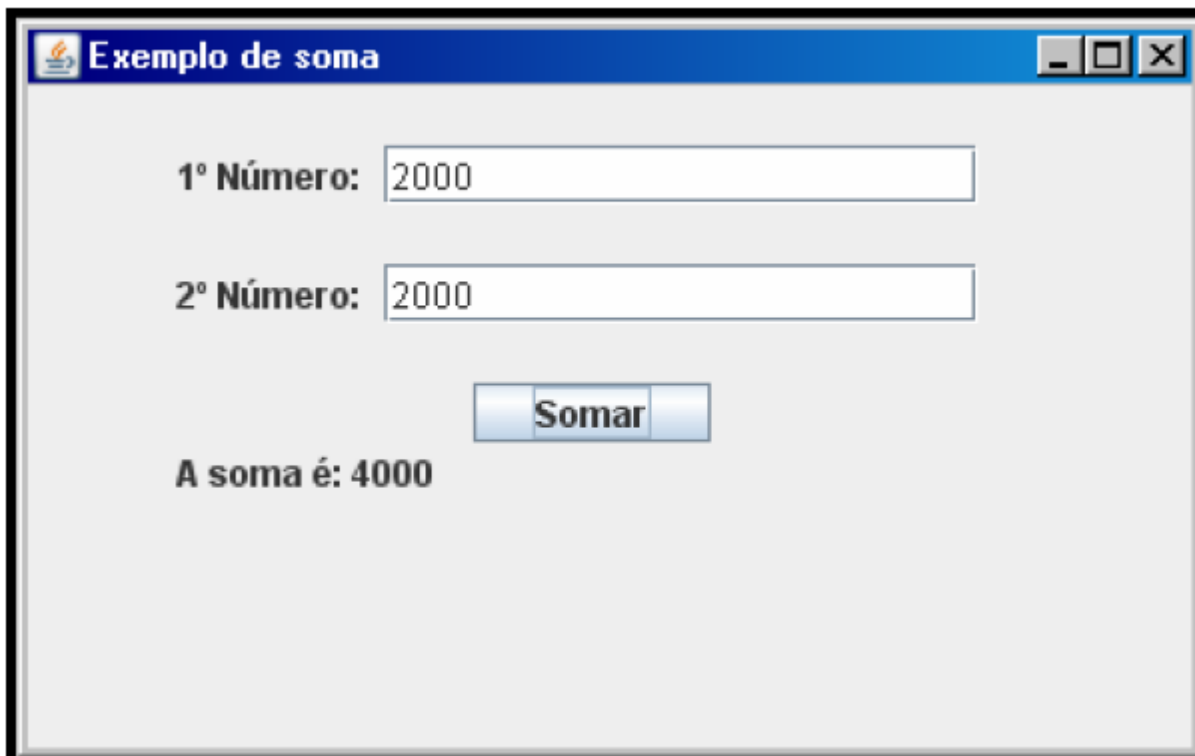 Exemplo de soma
1º Número: 2000
2º Número: 2000
Somar
A soma é: 4000